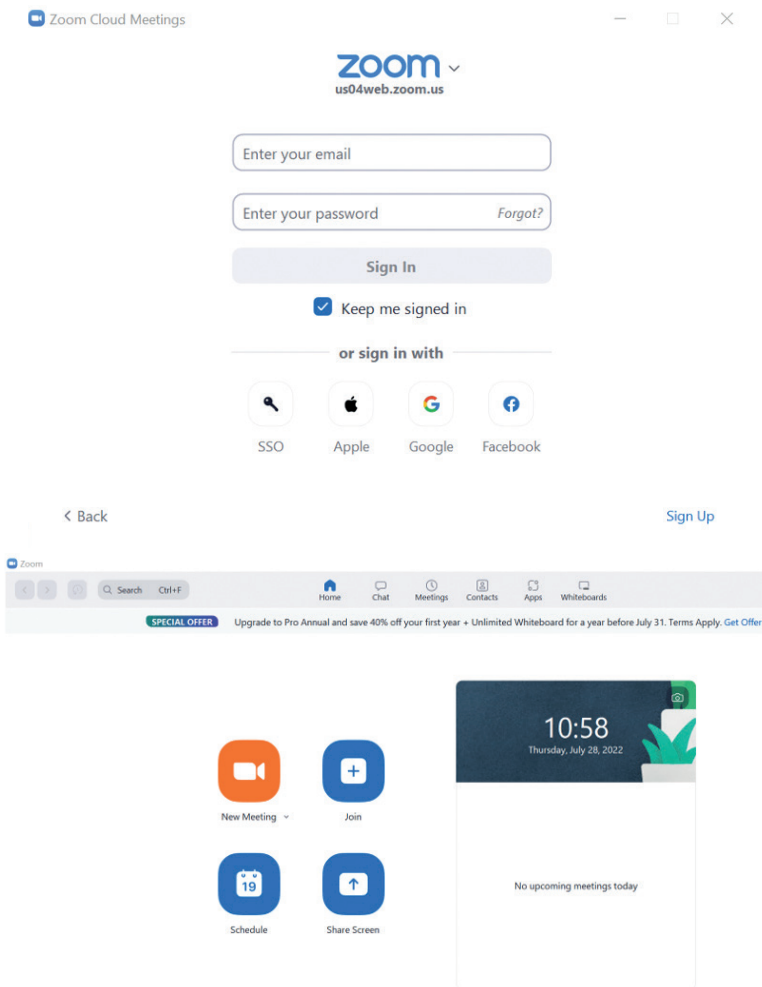 Zoom Cloud Meetings
zoom
us04web.zoom.us
Enter your email
Enter your password Forgot?
Sign In
Keep me signed in
or sign in with
SSO Apple Google Facebook
Back Sign Up
Zoom
Search Ctrl+F
Home Chat Meetings Contacts Apps Whiteboards
SPECIAL OFFER Upgrade to Pro Annual and save 40% off your first year + Unlimited Whiteboard for a year before July 31. Terms Apply. Get Offer
10:58
Thursday, July 28, 2022
New Meeting Join
19
No upcoming meetings today
Schedule Share Screen